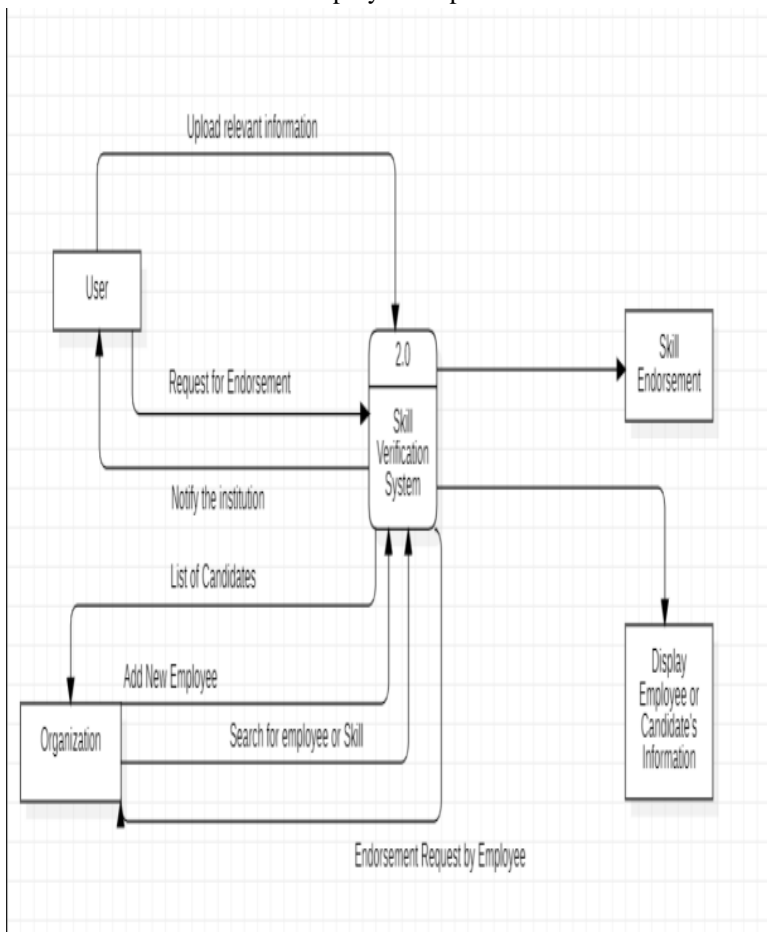 Upload relevant information
User
2.0
Skill
Endorsement
Request for Endorsement
Skill
Verification
System
Notify the institution
List of Candidates
Add New Employee
Display
Employee or
Candidate's
Information
Organization
Search for employee or Skill
Endorsement Request by Employee